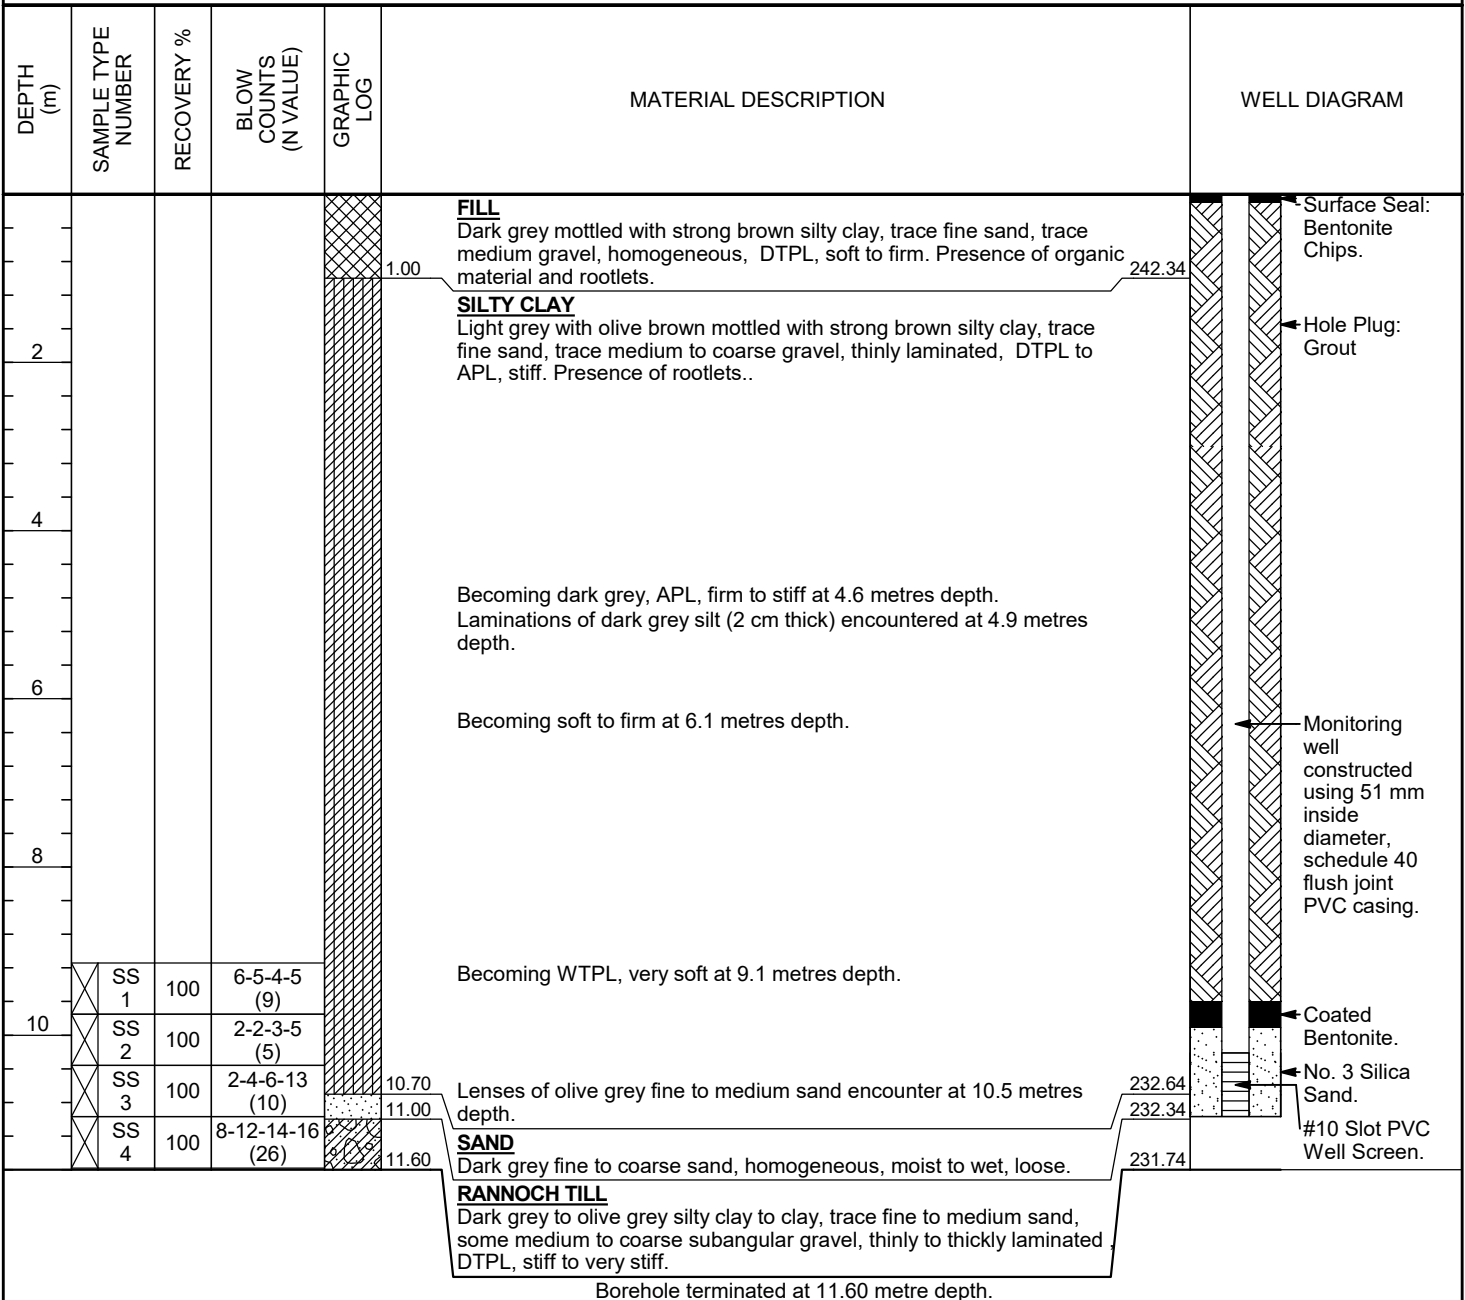 DEPTH
(m)
SAMPLE TYPE
NUMBER
RECOVERY %
BLOW
COUNTS
(N VALUE)
GRAPHIC
LOG
MATERIAL DESCRIPTION
WELL DIAGRAM
FILL
Dark grey mottled with strong brown silty clay, trace fine sand, trace
medium gravel, homogeneous, DTPL, soft to firm. Presence of organic
material and rootlets.
1.00
242.34
Surface Seal:
Bentonite
Chips.
SILTY CLAY
Light grey with olive brown mottled with strong brown silty clay, trace
fine sand, trace medium to coarse gravel, thinly laminated, DTPL to
APL, stiff. Presence of rootlets..
Hole Plug:
Grout
2
4
Becoming dark grey, APL, firm to stiff at 4.6 metres depth.
Laminations of dark grey silt (2 cm thick) encountered at 4.9 metres
depth.
6
Becoming soft to firm at 6.1 metres depth.
Monitoring
well
constructed
using 51 mm
inside
diameter,
schedule 40
flush joint
PVC casing.
8
SS
1
100
6-5-4-5
(9)
Becoming WTPL, very soft at 9.1 metres depth.
10
SS
2
100
2-2-3-5
(5)
Coated
Bentonite.
SS
3
100
2-4-6-13
(10)
10.70
Lenses of olive grey fine to medium sand encounter at 10.5 metres
depth.
232.64
No. 3 Silica
Sand.
11.00
232.34
SS
4
100
8-12-14-16
(26)
SAND
Dark grey fine to coarse sand, homogeneous, moist to wet, loose.
11.60
231.74
#10 Slot PVC
Well Screen.
RANNOCH TILL
Dark grey to olive grey silty clay to clay, trace fine to medium sand,
some medium to coarse subangular gravel, thinly to thickly laminated ,
DTPL, stiff to very stiff.
Borehole terminated at 11.60 metre depth.